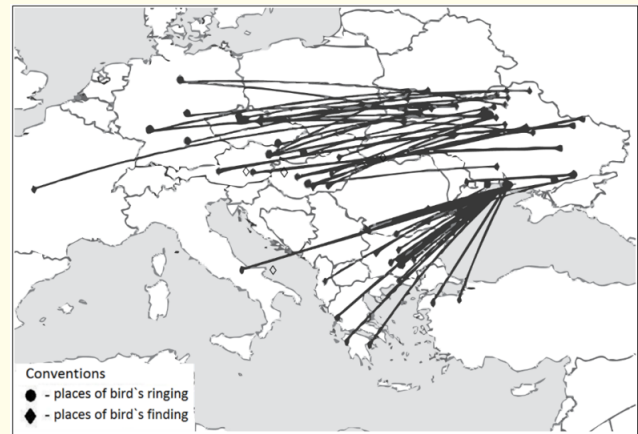 Conventions
- places of bird`s ringing
- places of bird`s finding